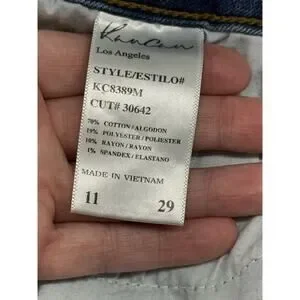 KanCan
Los Angeles
STYLE/ESTILO#
KC8389M
CUT# 30642
70% COTTON/ALGODON
19% POLYESTER/POLIESTER
10% RAYON/RAYON
1% SPANDEX/ELASTANO
MADE IN VIETNAM
11 29